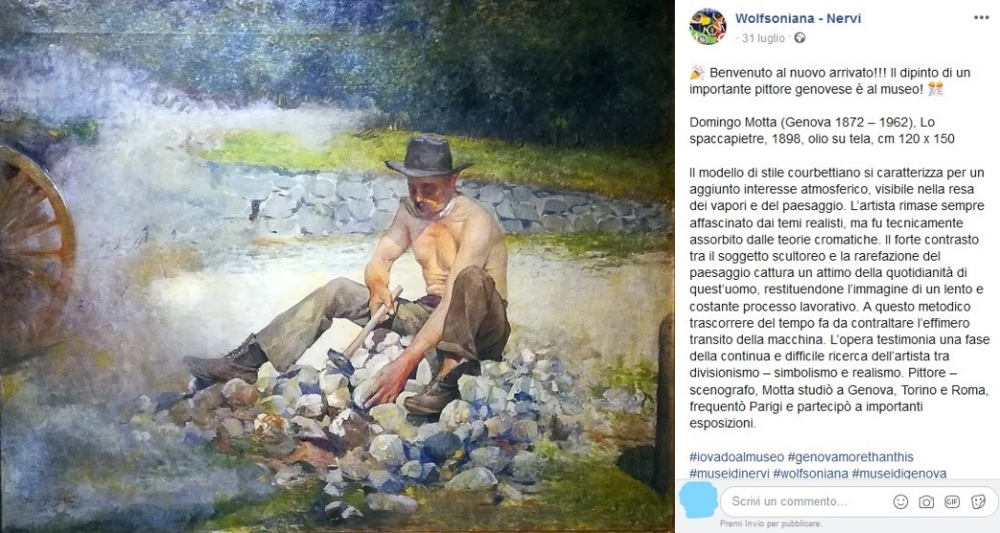 Wolfsoniana - Nervi
· 31 luglio ·
🎉 Benvenuto al nuovo arrivato!!! Il dipinto di un
importante pittore genovese è al museo! 🎊
Domingo Motta (Genova 1872 – 1962), Lo
spaccapietre, 1898, olio su tela, cm 120 x 150
Il modello di stile courbettiano si caratterizza per un
aggiunto interesse atmosferico, visibile nella resa
dei vapori e del paesaggio. L'artista rimase sempre
affascinato dai temi realisti, ma fu tecnicamente
assorbito dalle teorie cromatiche. Il forte contrasto
tra il soggetto scultoreo e la rarefazione del
paesaggio cattura un attimo della quotidianità di
quest'uomo, restituendone l'immagine di un lento e
costante processo lavorativo. A questo metodico
trascorrere del tempo fa da contraltare l'effimero
transito della macchina. L'opera testimonia una fase
della continua e difficile ricerca dell'artista tra
divisionismo – simbolismo e realismo. Pittore –
scenografo, Motta studiò a Genova, Torino e Roma,
frequentò Parigi e partecipò a importanti
esposizioni.
#iovadoalmuseo #genovamorethanthis
#museidinervi #wolfsoniana #museidigenova
Scrivi un commento...
GIF
Premi Invio per pubblicare.